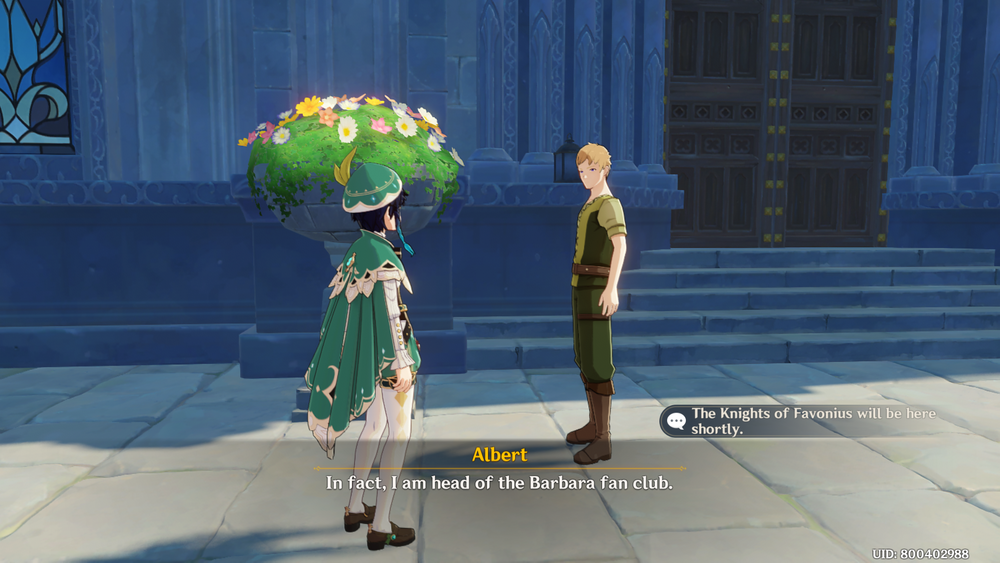 The Knights of Favonius will be here
shortly.
Albert
In fact, I am head of the Barbara fan club.
UID: 800402988